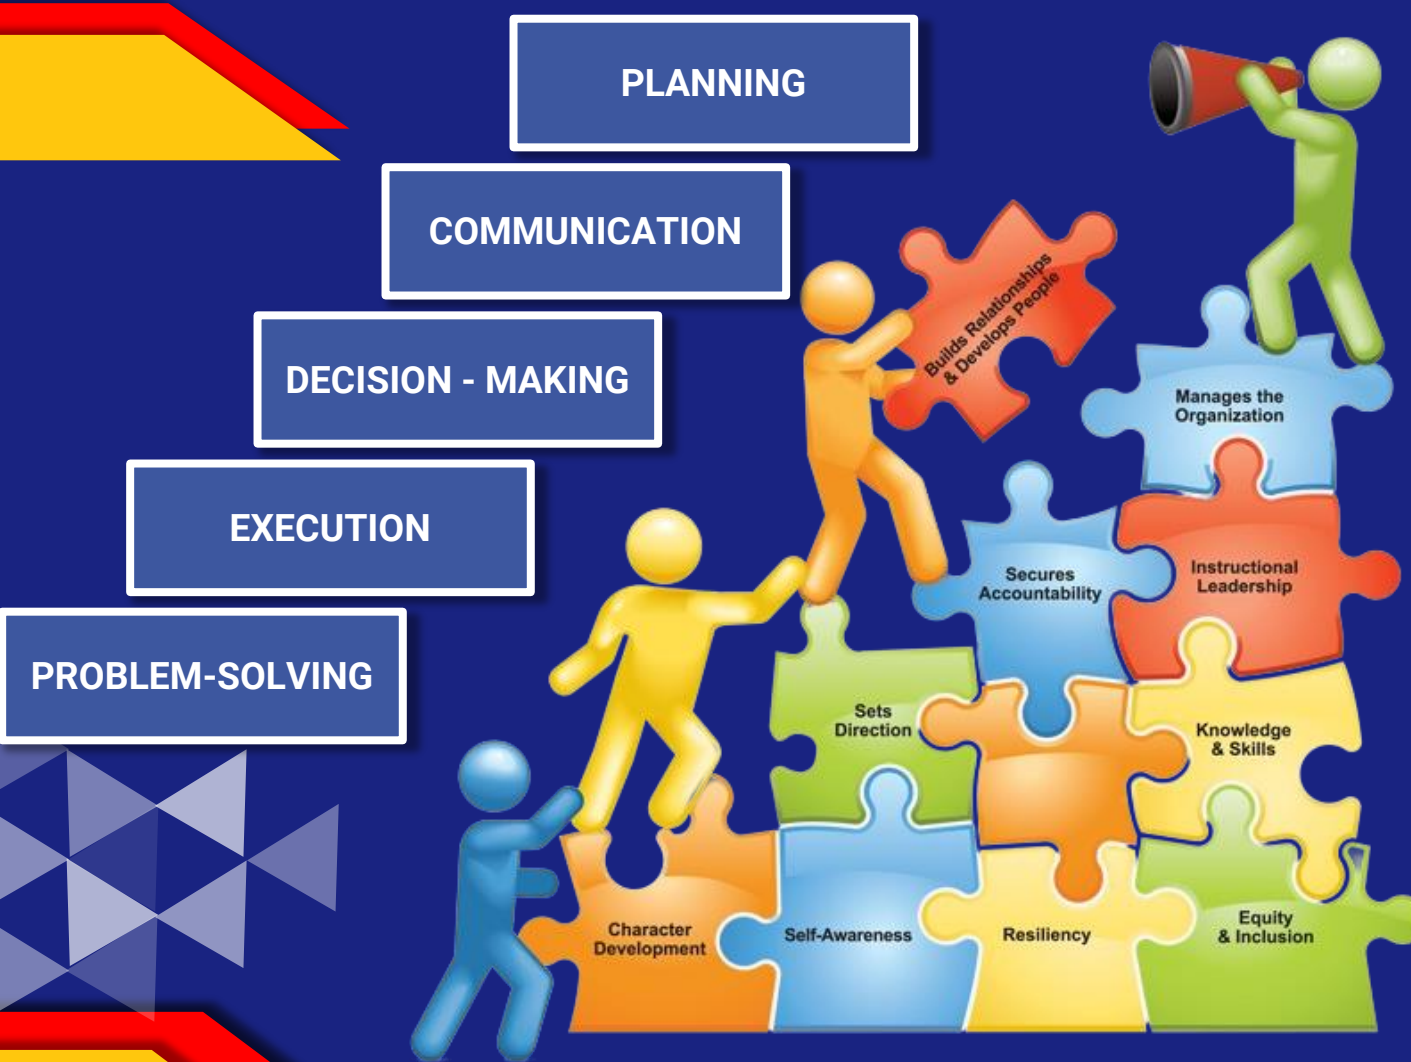 PLANNING
COMMUNICATION
DECISION - MAKING
EXECUTION
PROBLEM-SOLVING
Builds Relationships
& Develops People
Manages the
Organization
Secures
Accountability
Instructional
Leadership
Sets
Direction
Knowledge
& Skills
Character
Development
Self-Awareness
Resiliency
Equity
& Inclusion